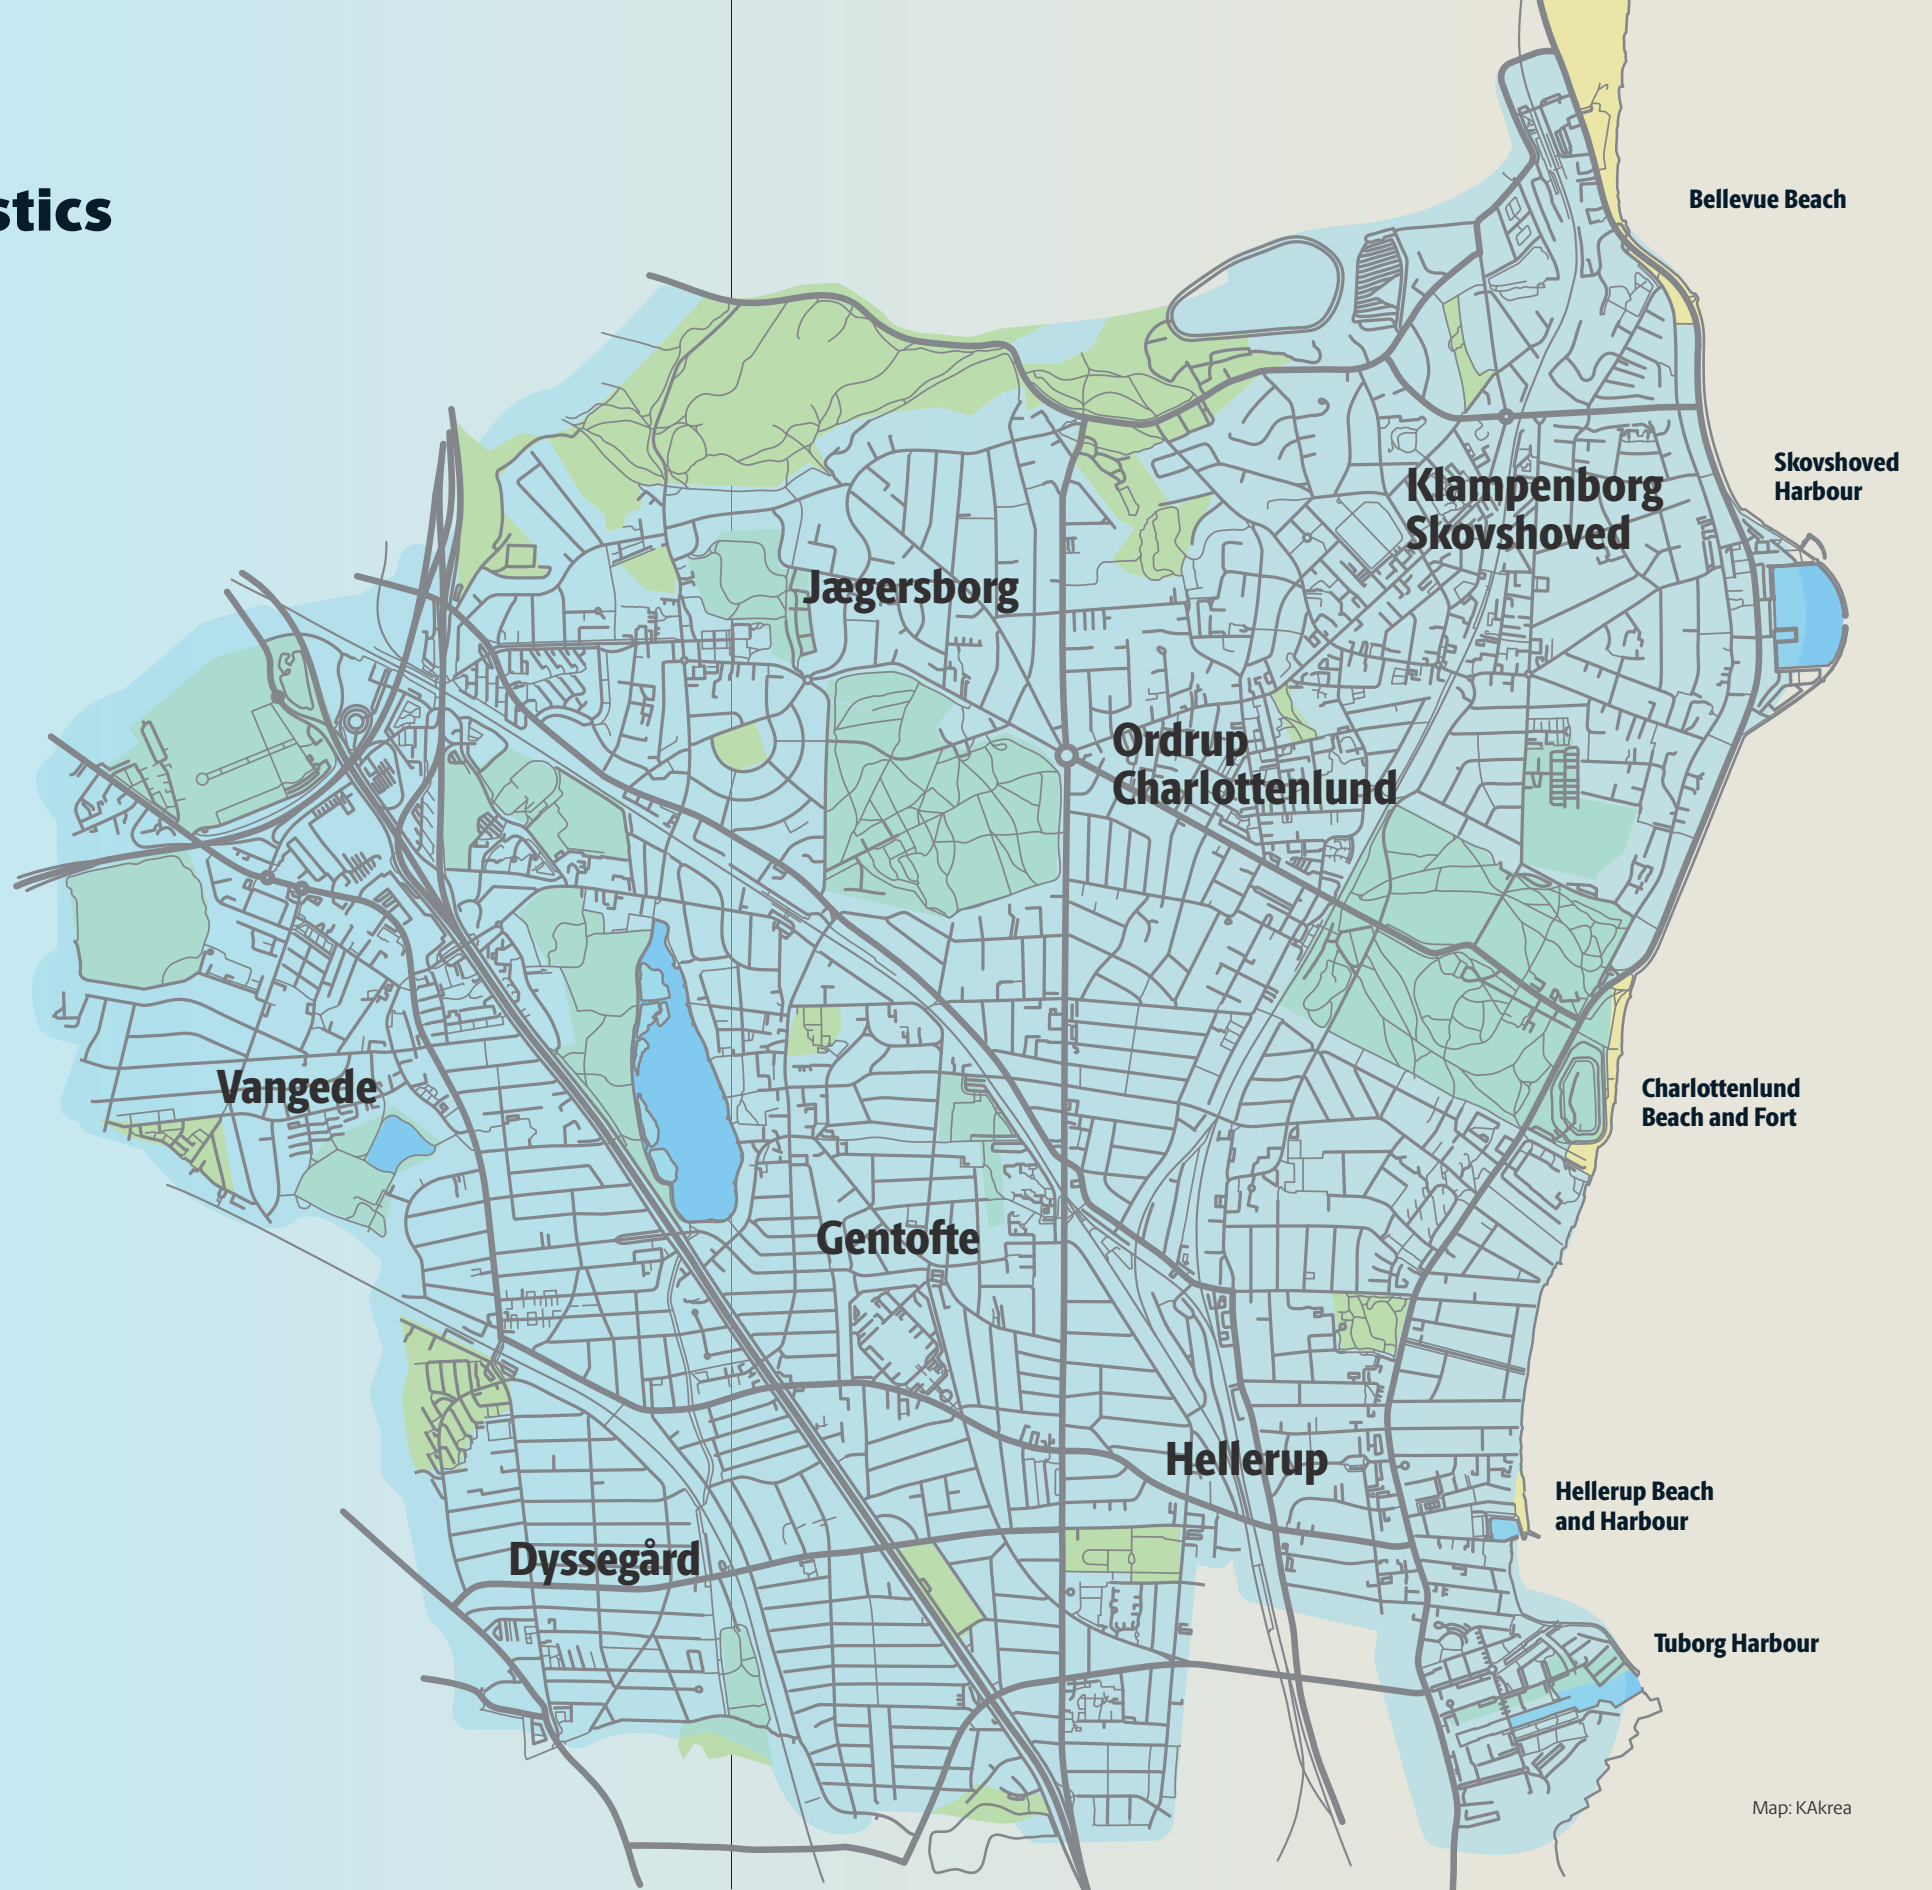 stics
Bellevue Beach
Skovshoved
Harbour
Klampenborg
Skovshoved
Jægersborg
Ordrup
Charlottenlund
Vangede
Charlottenlund
Beach and Fort
Gentofte
Hellerup
Hellerup Beach
and Harbour
Dyssegård
Tuborg Harbour
Map: KAkrea